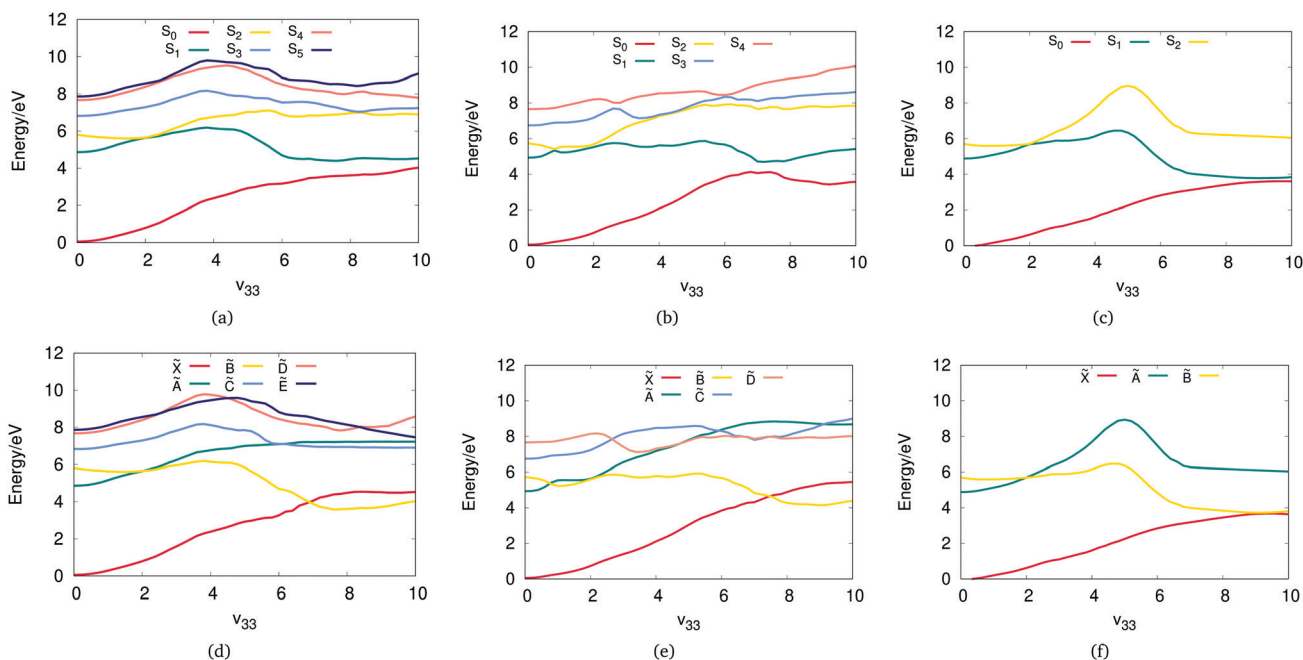 12
10
8
6
4
2
0
Energy/eV
S₀ S₂ S₄
S₁ S₃ S₅
0 2 4 6 8 10
v₃₃
(a)
12
10
8
6
4
2
0
Energy/eV
S₀ S₂ S₄
S₁ S₃
0 2 4 6 8 10
v₃₃
(b)
12
10
8
6
4
2
0
Energy/eV
S₀ S₁ S₂
0 2 4 6 8 10
v₃₃
(c)
12
10
8
6
4
2
0
Energy/eV
X̃ B̃ D̃
Ã C̃ Ẽ
0 2 4 6 8 10
v₃₃
(d)
12
10
8
6
4
2
0
Energy/eV
X̃ B̃ D̃
Ã C̃
0 2 4 6 8 10
v₃₃
(e)
12
10
8
6
4
2
0
Energy/eV
X̃ Ã B̃
0 2 4 6 8 10
v₃₃
(f)